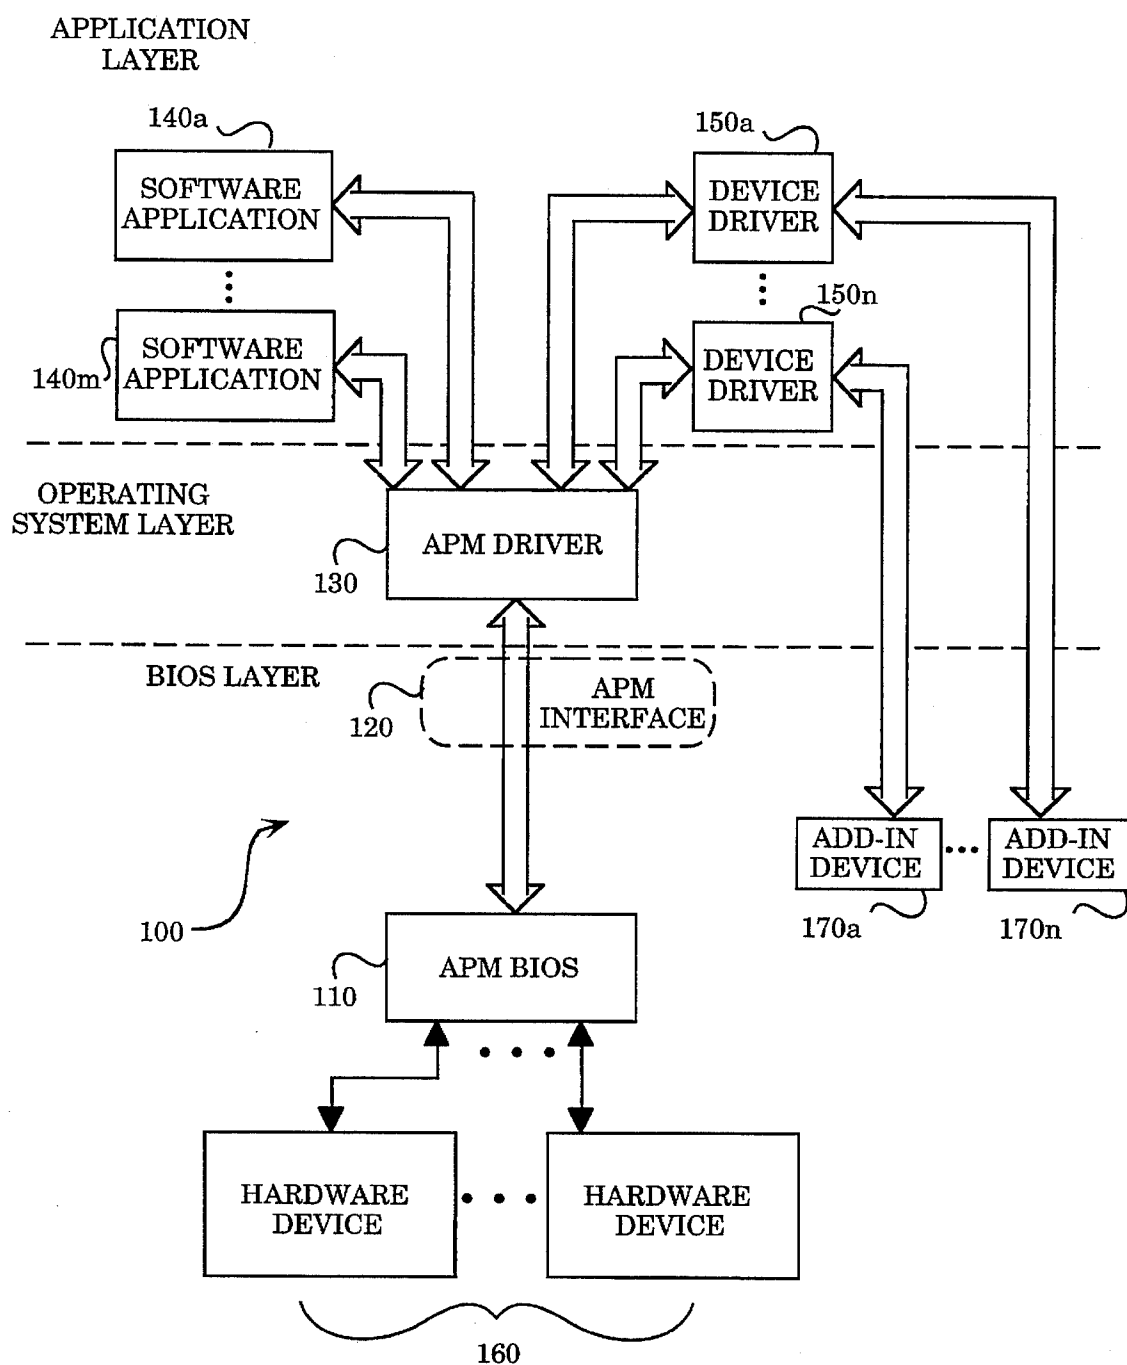 APPLICATION
LAYER
140a
150a
SOFTWARE
APPLICATION
DEVICE
DRIVER
150n
SOFTWARE
APPLICATION
140m
DEVICE
DRIVER
OPERATING
SYSTEM LAYER
APM DRIVER
130
BIOS LAYER
APM
INTERFACE
120
ADD-IN
DEVICE
ADD-IN
DEVICE
170a
170n
100
APM BIOS
110
HARDWARE
DEVICE
HARDWARE
DEVICE
160